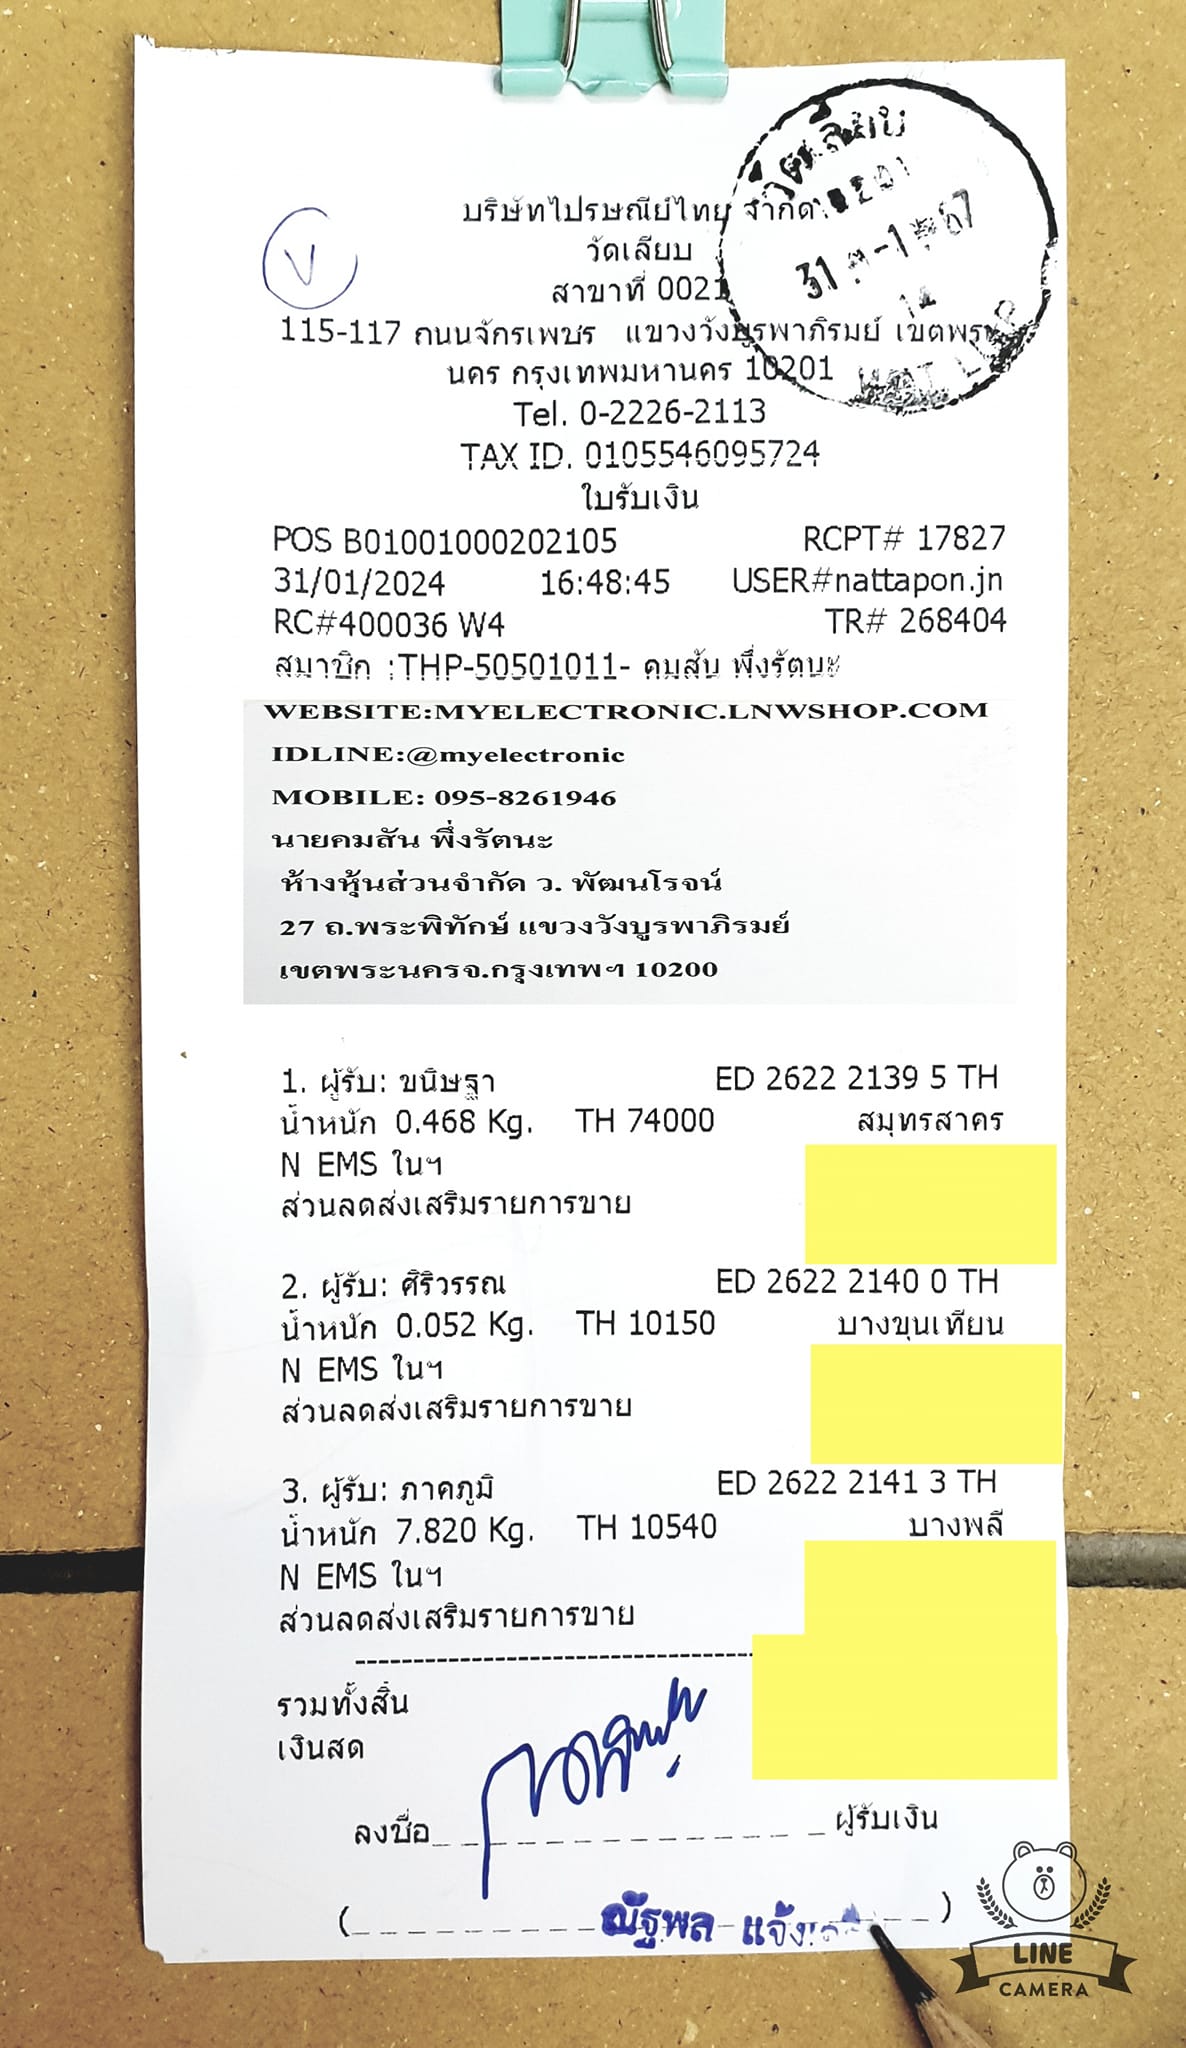 บริษัทไปรษณีย์ไทย จำกัด
วัดเลียบ
สาขาที่ 0021
115-117 ถนนจักรเพชร แขวงวังบูรพาภิรมย์ เขตพระ
นคร กรุงเทพมหานคร 10201
Tel. 0-2226-2113
TAX ID. 0105546095724
ใบรับเงิน
POS B01001000202105 RCPT# 17827
31/01/2024 16:48:45 USER#nattapon.jn
RC#400036 W4 TR# 268404
สมาชิก :THP-50501011- คมสัน พึ่งรัตนะ
WEBSITE:MYELECTRONIC.LNWSHOP.COM
IDLINE:@myelectronic
MOBILE: 095-8261946
นายคมสัน พึ่งรัตนะ
ห้างหุ้นส่วนจำกัด ว. พัฒนโรจน์
27 ถ.พระพิทักษ์ แขวงวังบูรพาภิรมย์
เขตพระนครจ.กรุงเทพฯ 10200
1. ผู้รับ: ขนิษฐา ED 2622 2139 5 TH
น้ำหนัก 0.468 Kg. TH 74000 สมุทรสาคร
N EMS ในฯ
ส่วนลดส่งเสริมรายการขาย
2. ผู้รับ: ศิริวรรณ ED 2622 2140 0 TH
น้ำหนัก 0.052 Kg. TH 10150 บางขุนเทียน
N EMS ในฯ
ส่วนลดส่งเสริมรายการขาย
3. ผู้รับ: ภาคภูมิ ED 2622 2141 3 TH
น้ำหนัก 7.820 Kg. TH 10540 บางพลี
N EMS ในฯ
ส่วนลดส่งเสริมรายการขาย
รวมทั้งสิ้น
เงินสด
ลงชื่อ ผู้รับเงิน
(ณัฐพล )
LINE
CAMERA